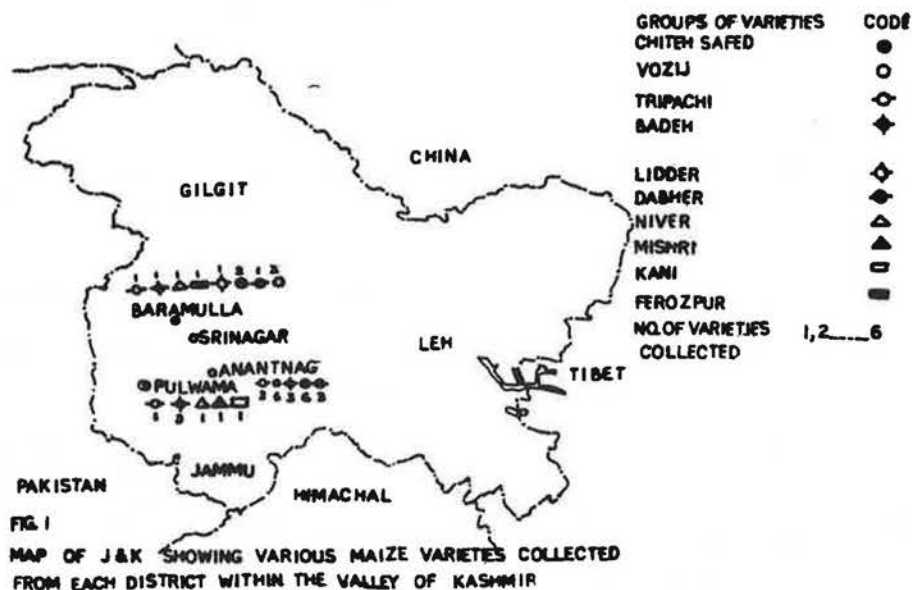 GROUPS OF VARIETIES CODE
CHITEH SAFED
VOZIJ
TRIPACHI
BADEH
LIDDER
DABHER
NIVER
MISHRI
KANI
FEROZPUR
NO. OF VARIETIES 1,2____6
COLLECTED
CHINA
GILGIT
BARAMULLA
SRINAGAR
LEH
ANANTNAG
PULWAMA
TIBET
JAMMU
PAKISTAN
HIMACHAL
FIG. 1
MAP OF J&K SHOWING VARIOUS MAIZE VARIETIES COLLECTED
FROM EACH DISTRICT WITHIN THE VALLEY OF KASHMIR